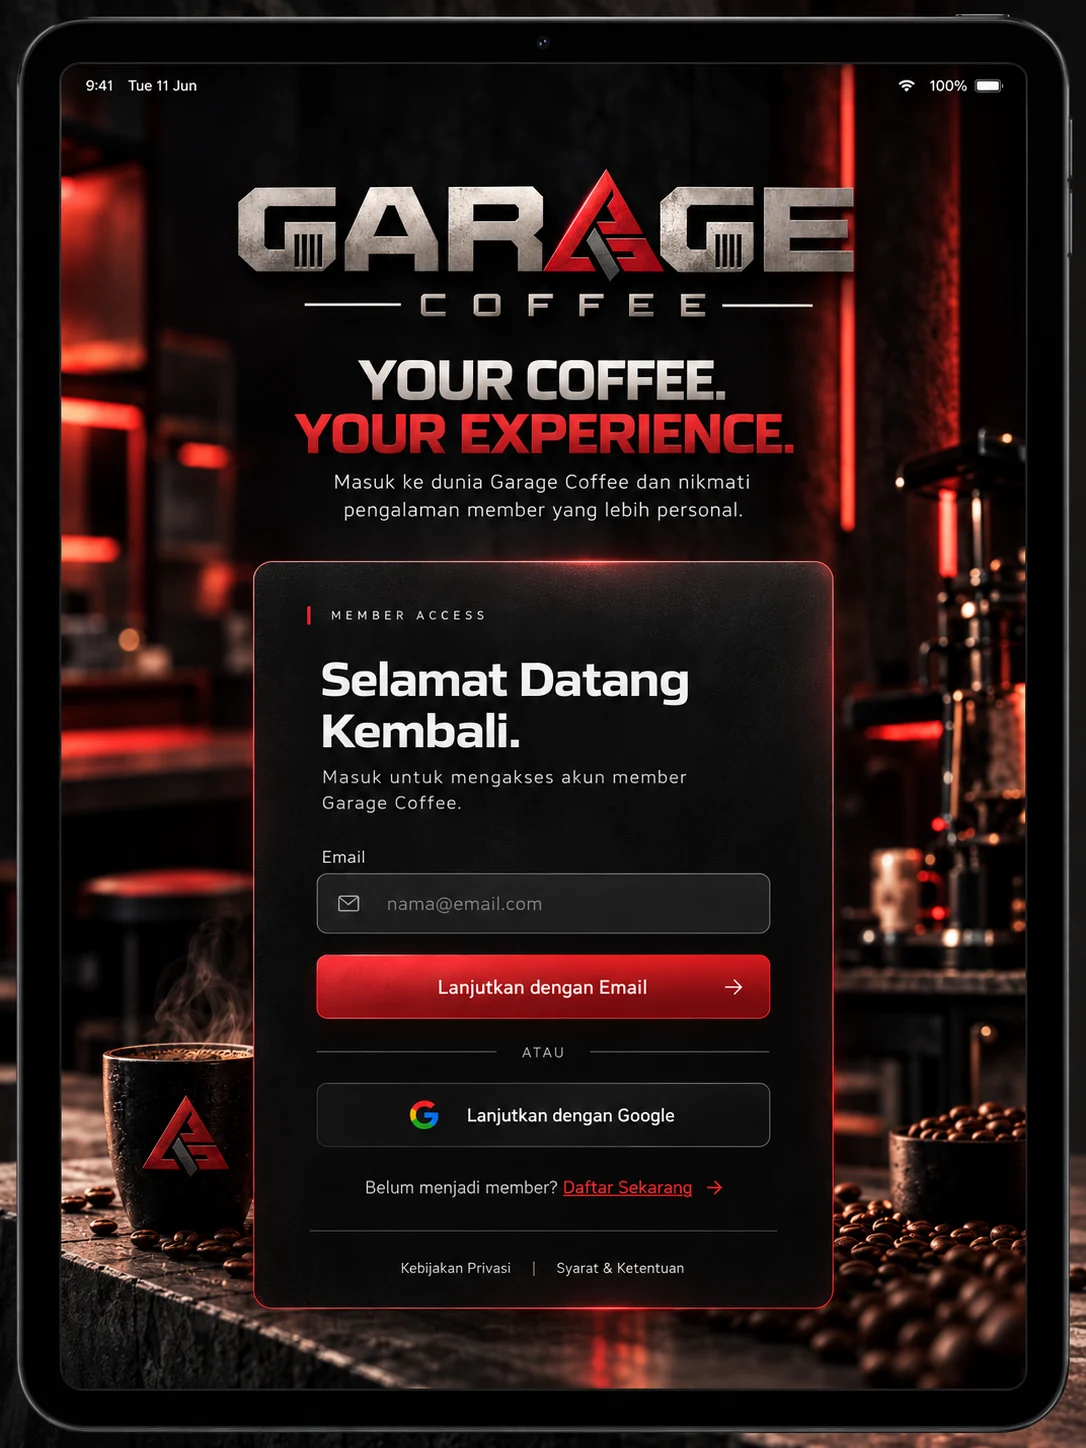 9:41 Tue 11 Jun 100%
GARAGE
COFFEE
YOUR COFFEE.
YOUR EXPERIENCE.
Masuk ke dunia Garage Coffee dan nikmati
pengalaman member yang lebih personal.
MEMBER ACCESS
Selamat Datang
Kembali.
Masuk untuk mengakses akun member
Garage Coffee.
Email
nama@email.com
Lanjutkan dengan Email →
ATAU
Lanjutkan dengan Google
Belum menjadi member? Daftar Sekarang →
Kebijakan Privasi | Syarat & Ketentuan